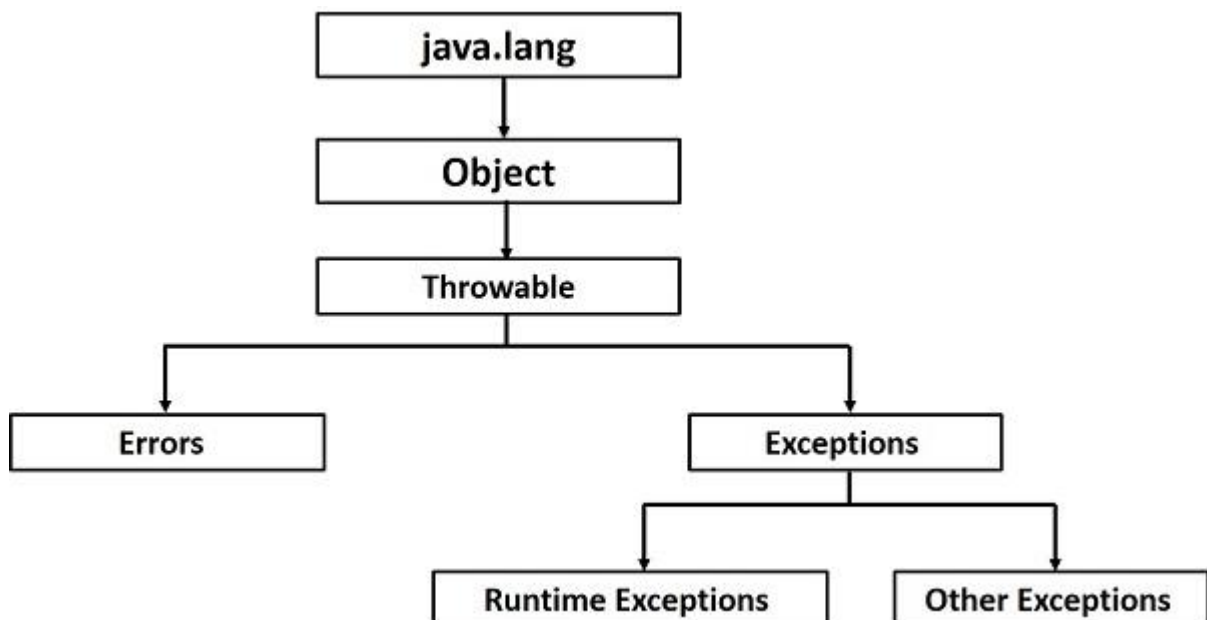 java.lang
Object
Throwable
Errors
Exceptions
Runtime Exceptions
Other Exceptions